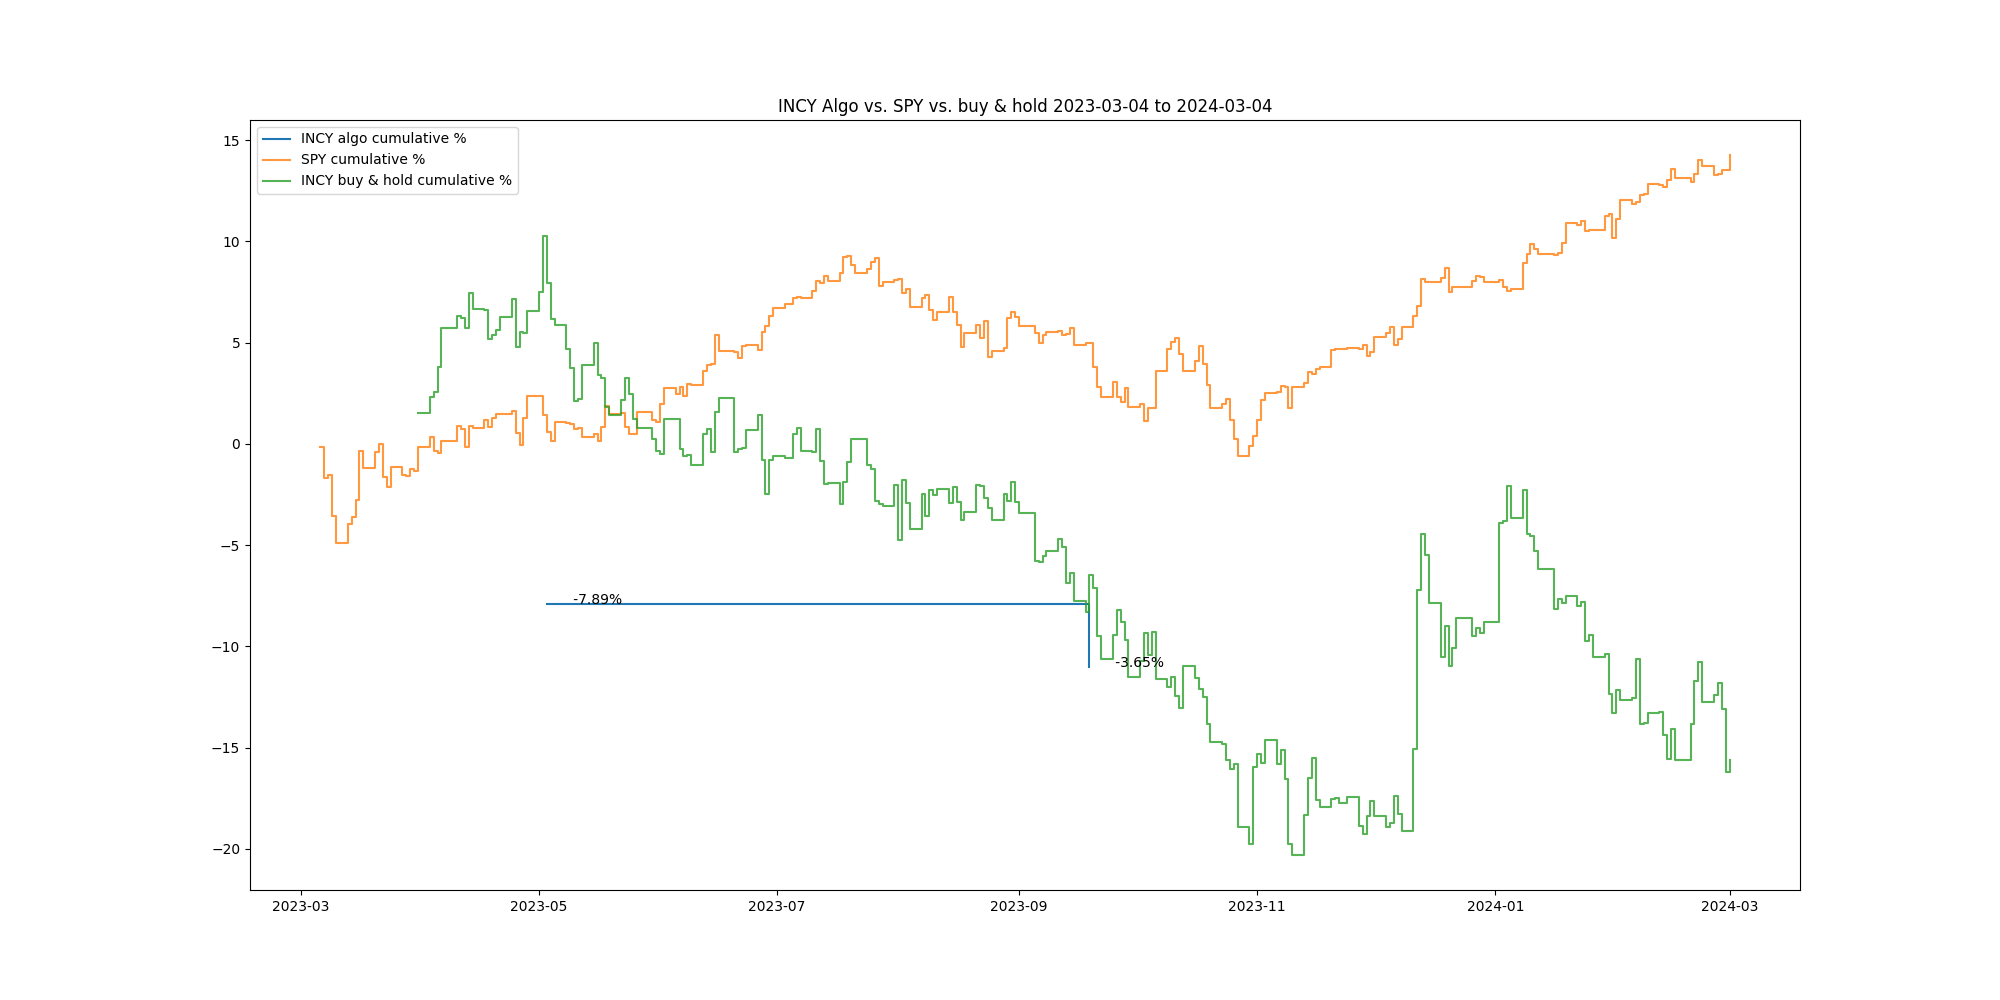 INCY Algo vs. SPY vs. buy & hold 2023-03-04 to 2024-03-04
INCY algo cumulative %
SPY cumulative %
INCY buy & hold cumulative %
15
10
5
0
−5
−10
−15
−20
-7.89%
-3.65%
2023-03 2023-05 2023-07 2023-09 2023-11 2024-01 2024-03